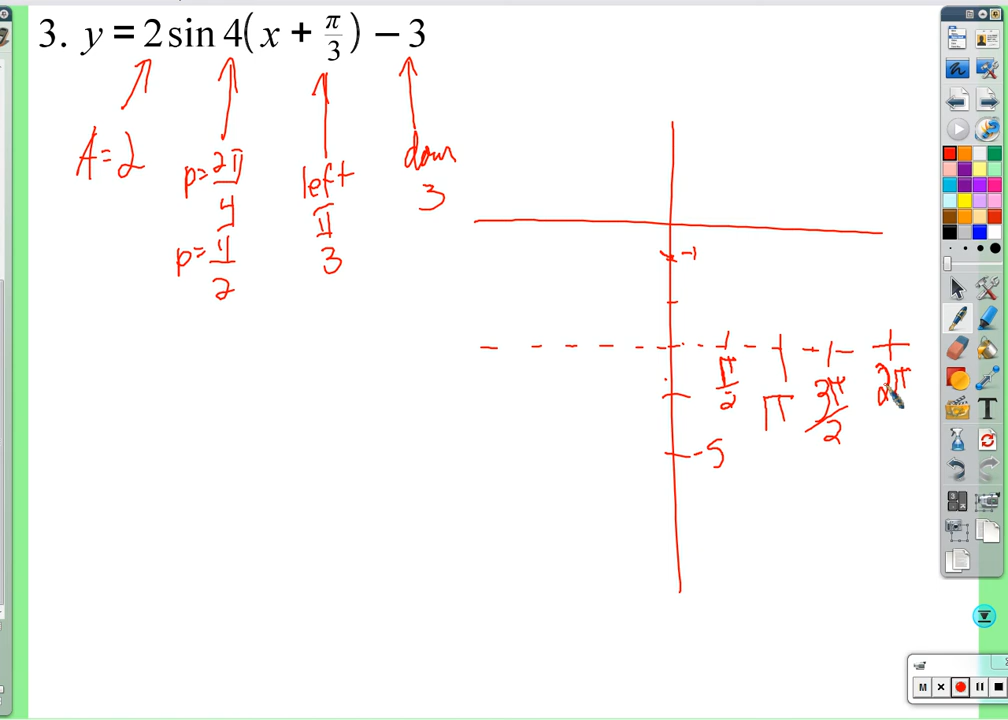 3. y = 2 sin 4(x + π/3) − 3
A = 2
p = 2π/4
p = π/2
left π/3
down 3
-1
π/2 π 3π/2 2π
-5
T
M